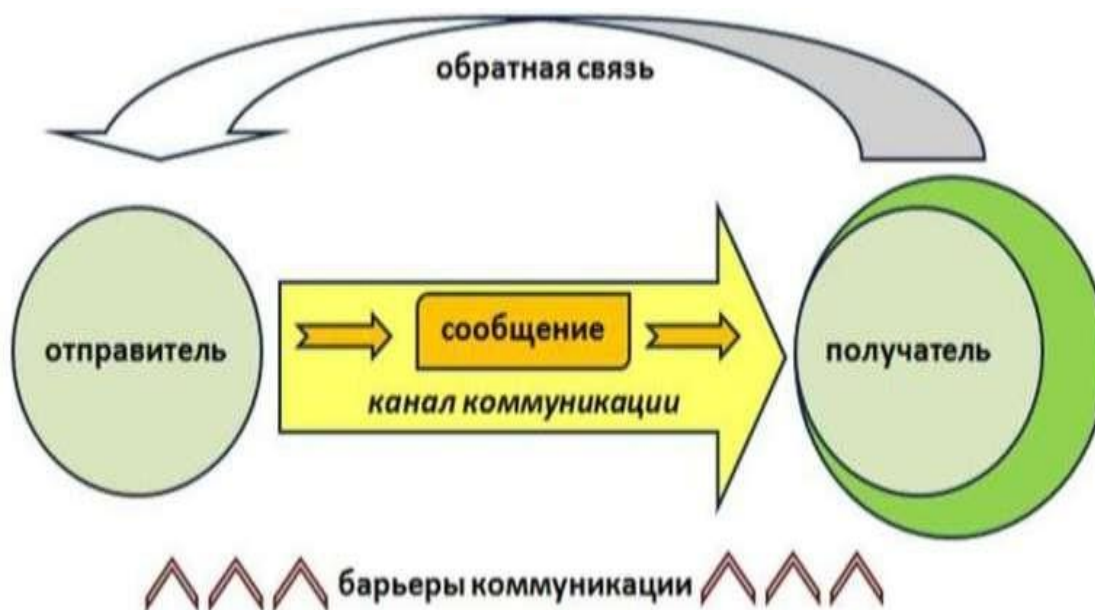 обратная связь
отправитель
сообщение
канал коммуникации
получатель
барьеры коммуникации